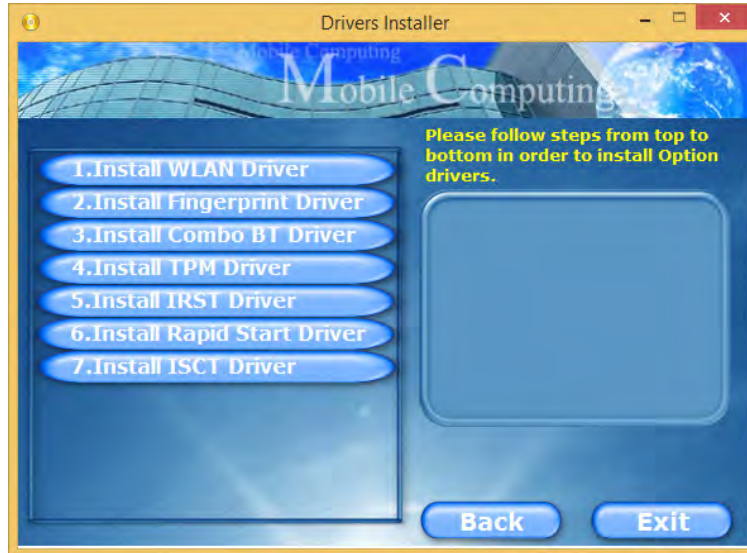 Drivers Installer
Mobile Computing
Mobile Computing
Please follow steps from top to
bottom in order to install Option
drivers.
1.Install WLAN Driver
2.Install Fingerprint Driver
3.Install Combo BT Driver
4.Install TPM Driver
5.Install IRST Driver
6.Install Rapid Start Driver
7.Install ISCT Driver
Back
Exit